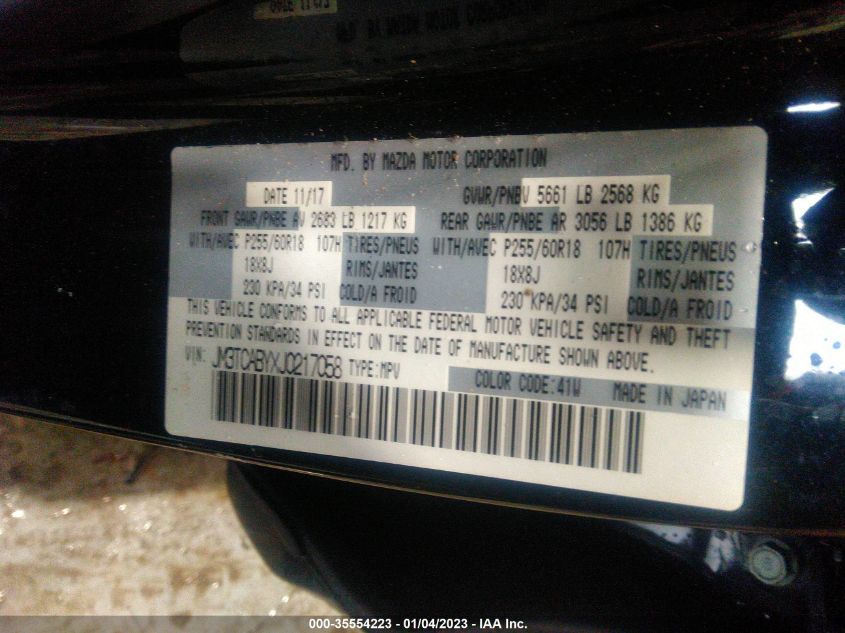 MFD. BY MAZDA MOTOR CORPORATION
DATE 11/17 GVWR/PNBV 5661 LB 2568 KG
FRONT GAWR/PNBE AV 2683 LB 1217 KG REAR GAWR/PNBE AR 3056 LB 1386 KG
WITH/AVEC P255/60R18 107H TIRES/PNEUS WITH/AVEC P255/60R18 107H TIRES/PNEUS
18X8J RIMS/JANTES 18X8J RIMS/JANTES
230 KPA/34 PSI COLD/A FROID 230 KPA/34 PSI COLD/A FROID
THIS VEHICLE CONFORMS TO ALL APPLICABLE FEDERAL MOTOR VEHICLE SAFETY AND THEFT
PREVENTION STANDARDS IN EFFECT ON THE DATE OF MANUFACTURE SHOWN ABOVE.
VIN: JM3TCABYXJ0217058 TYPE:MPV
COLOR CODE:41W MADE IN JAPAN
000-35554223 - 01/04/2023 - IAA Inc.